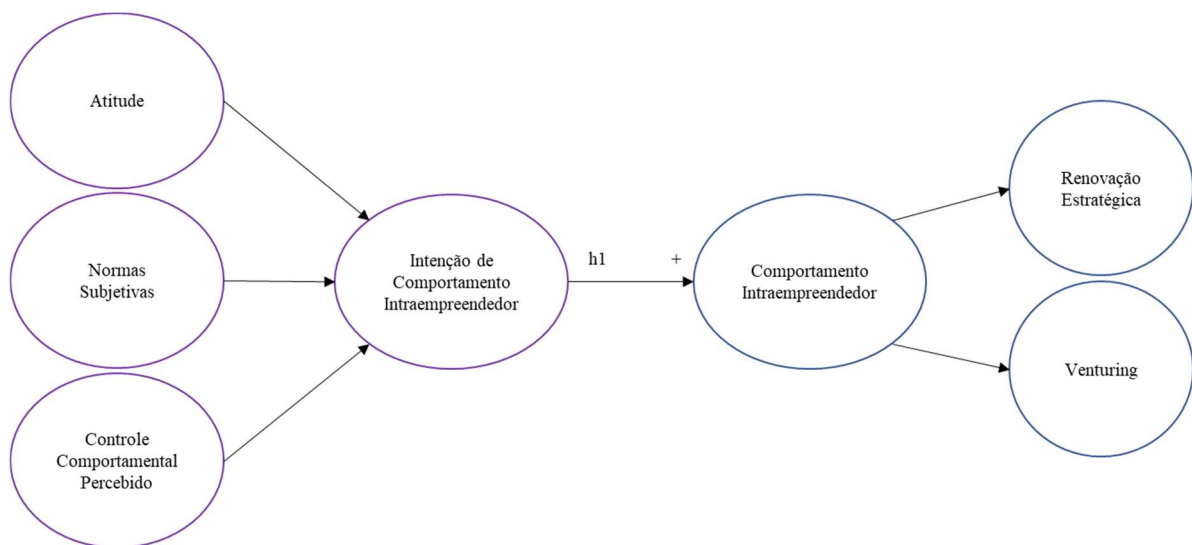 Atitude
Normas
Subjetivas
Controle
Comportamental
Percebido
Intenção de
Comportamento
Intraempreendedor
h1 +
Comportamento
Intraempreendedor
Renovação
Estratégica
Venturing